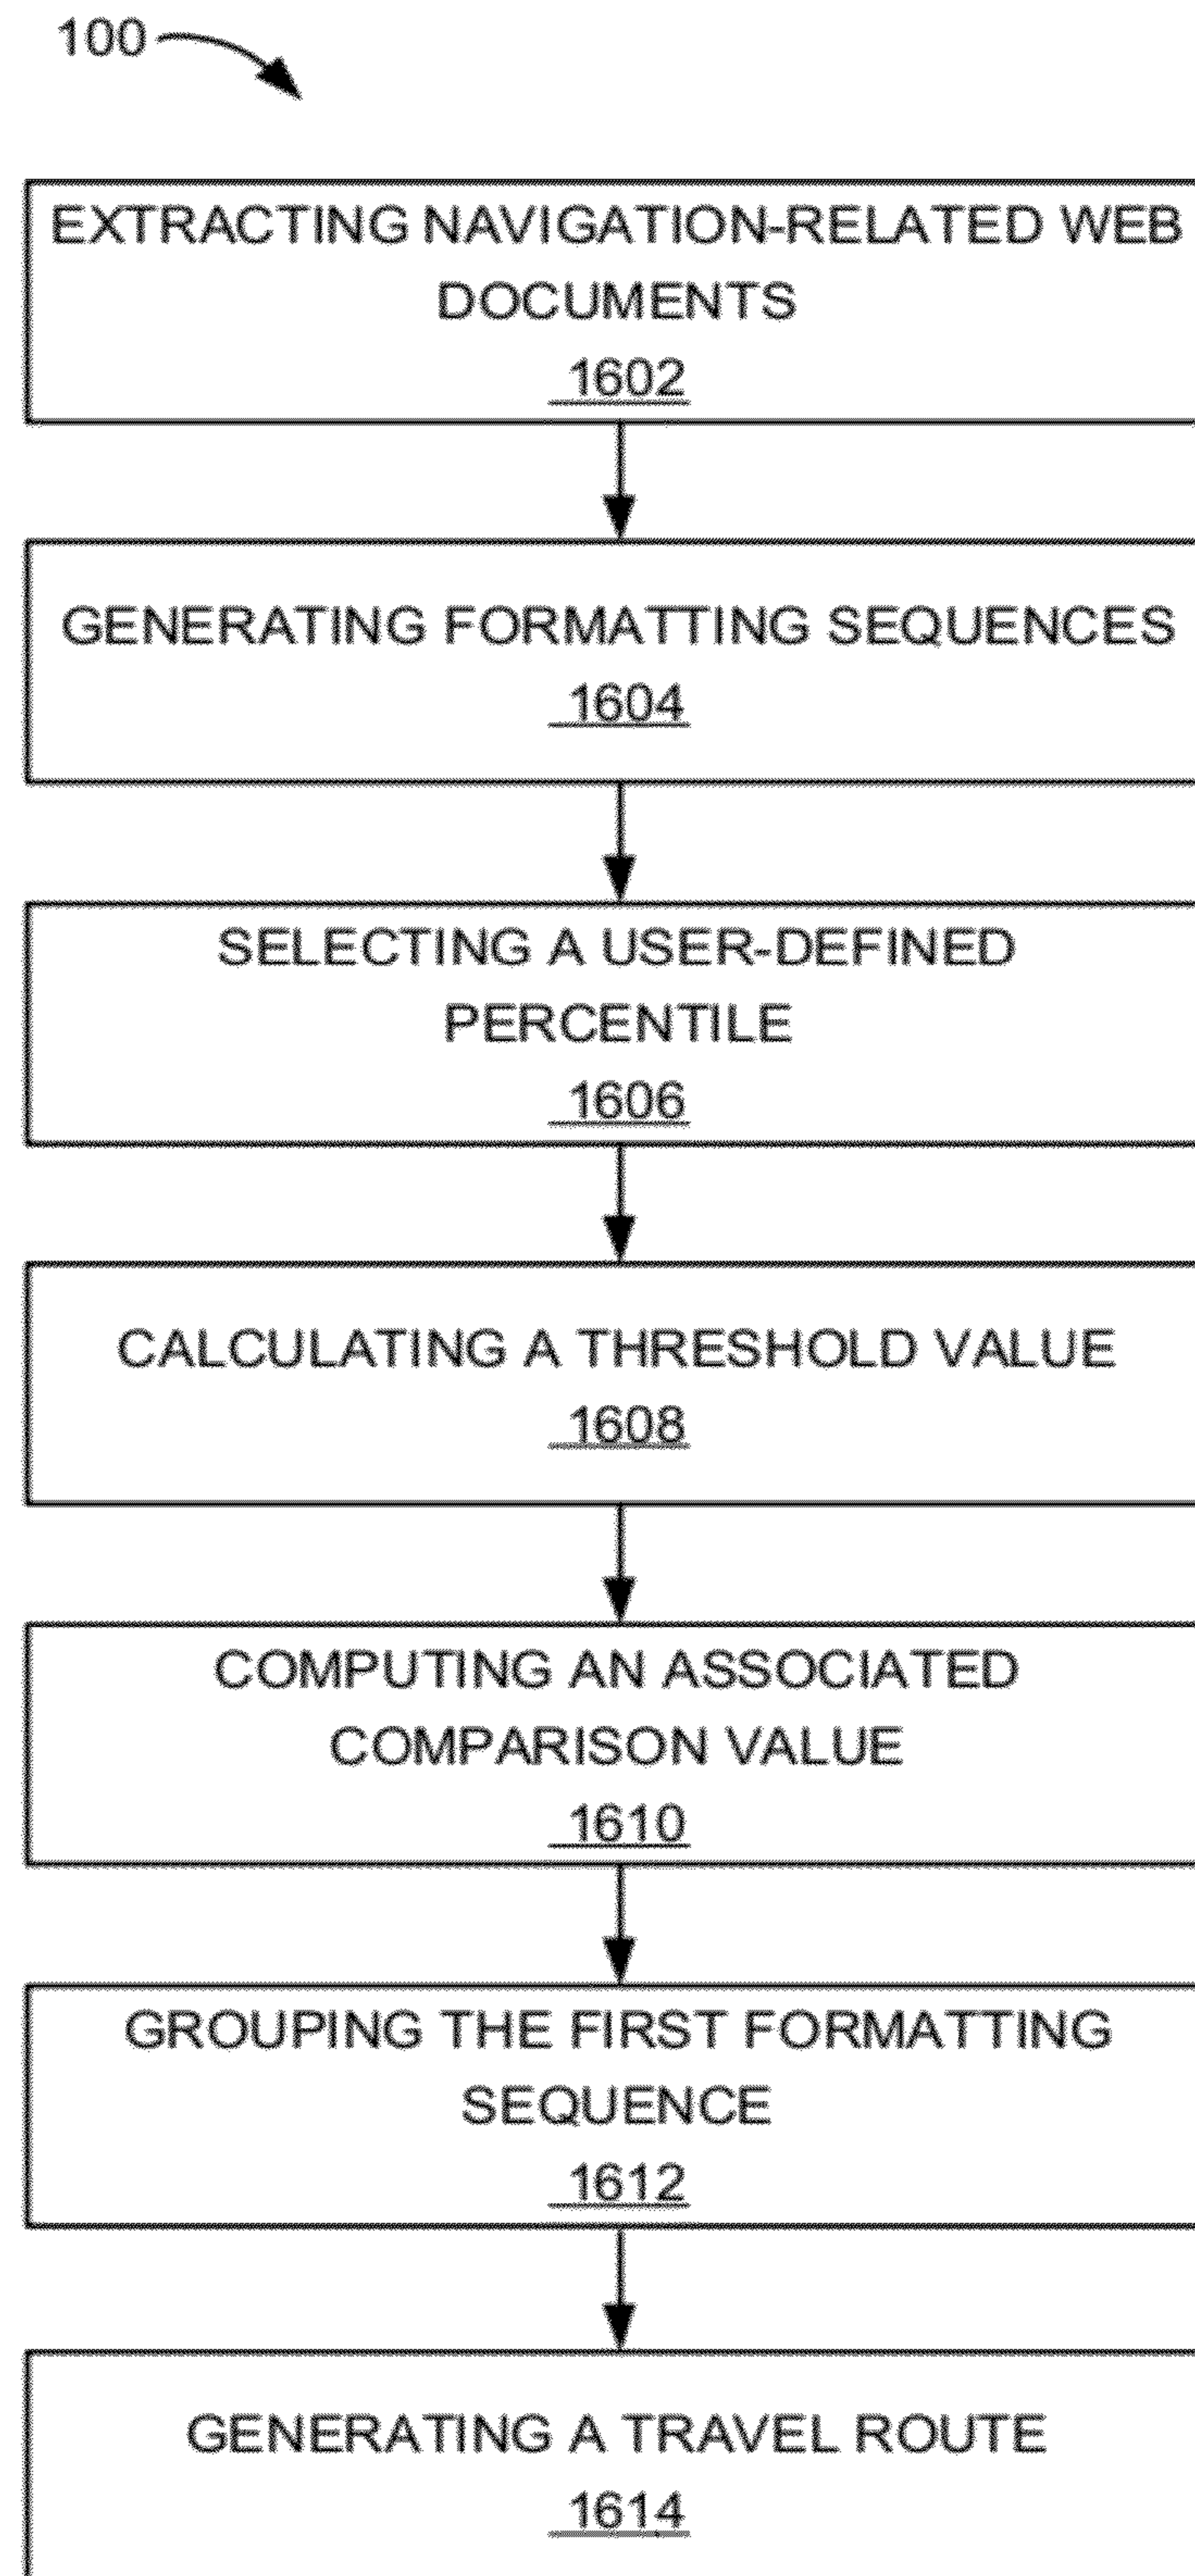 100
EXTRACTING NAVIGATION-RELATED WEB
DOCUMENTS
1602
GENERATING FORMATTING SEQUENCES
1604
SELECTING A USER-DEFINED
PERCENTILE
1606
CALCULATING A THRESHOLD VALUE
1608
COMPUTING AN ASSOCIATED
COMPARISON VALUE
1610
GROUPING THE FIRST FORMATTING
SEQUENCE
1612
GENERATING A TRAVEL ROUTE
1614